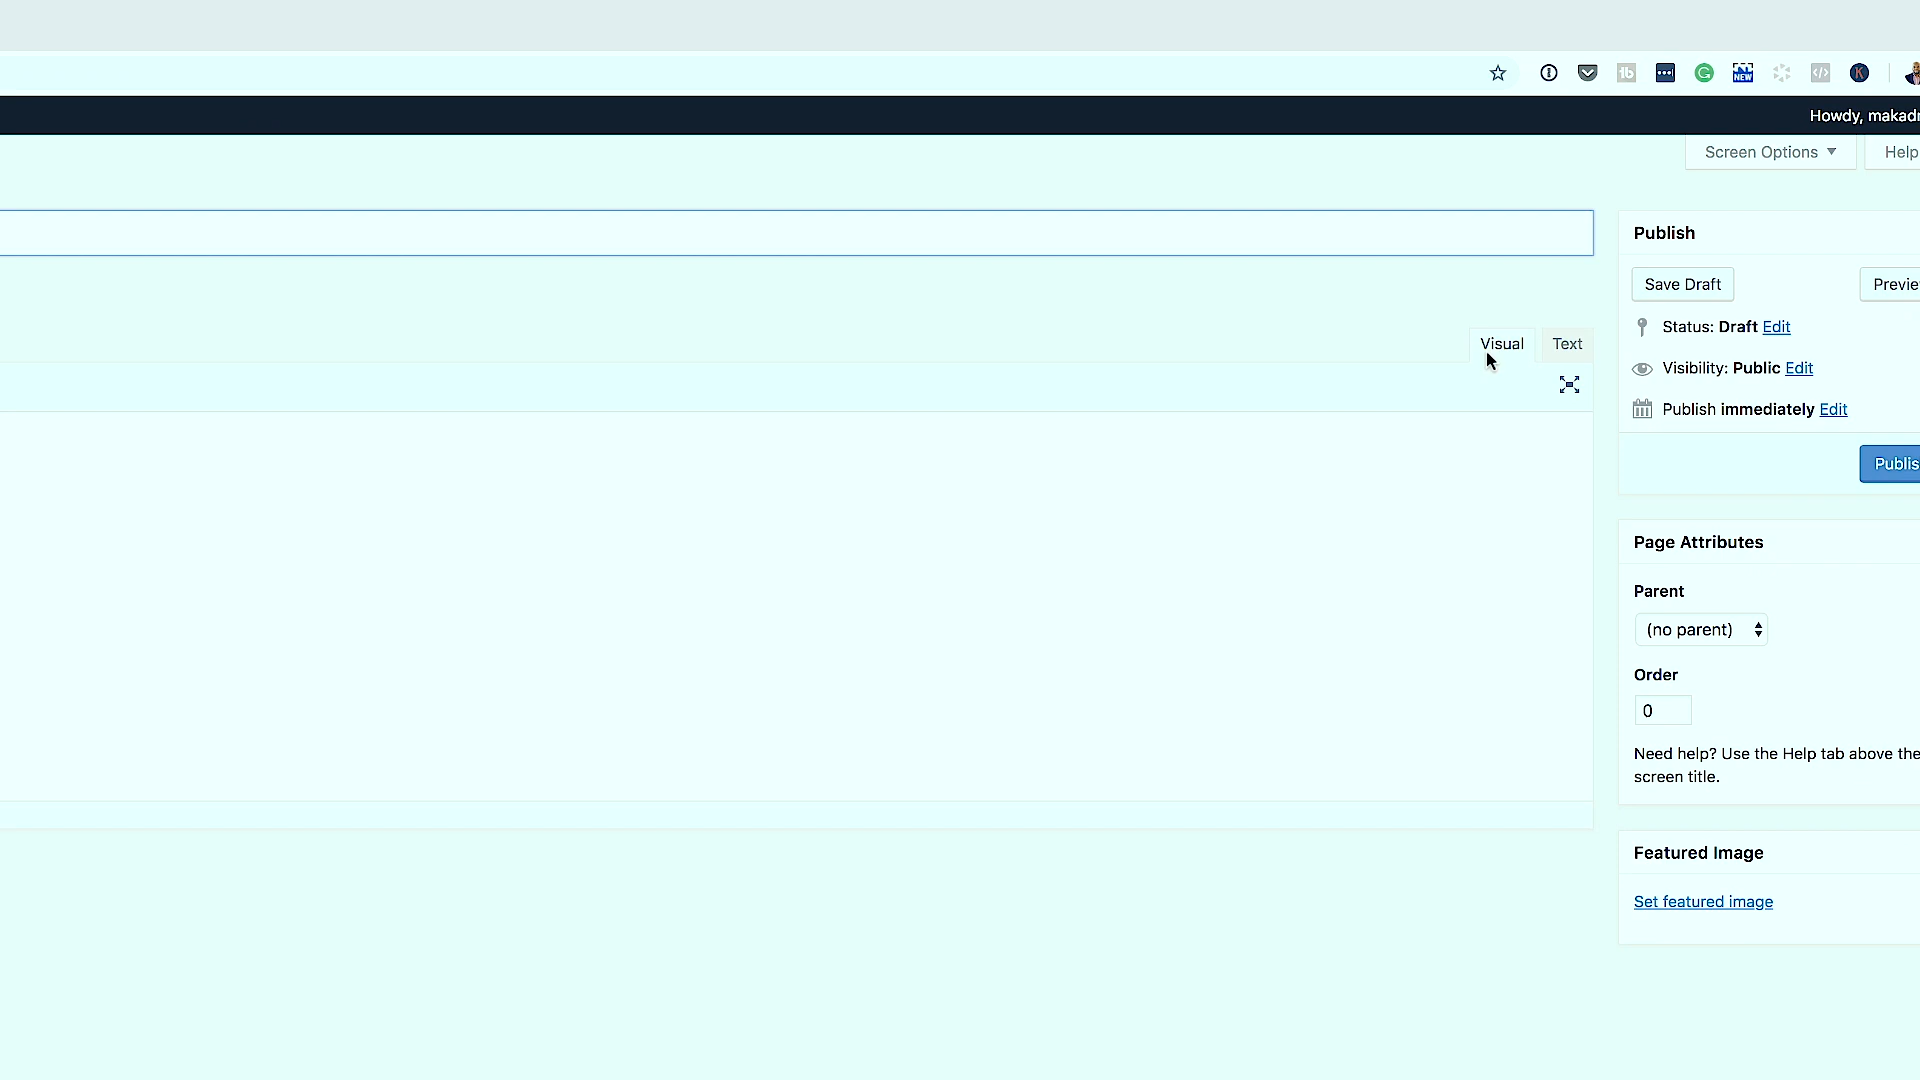 Howdy, makadr
Screen Options
Help
Publish
Save Draft
Previe
Status: Draft Edit
Visual
Text
Visibility: Public Edit
Publish immediately Edit
Publis
Page Attributes
Parent
(no parent)
Order
0
Need help? Use the Help tab above the
screen title.
Featured Image
Set featured image